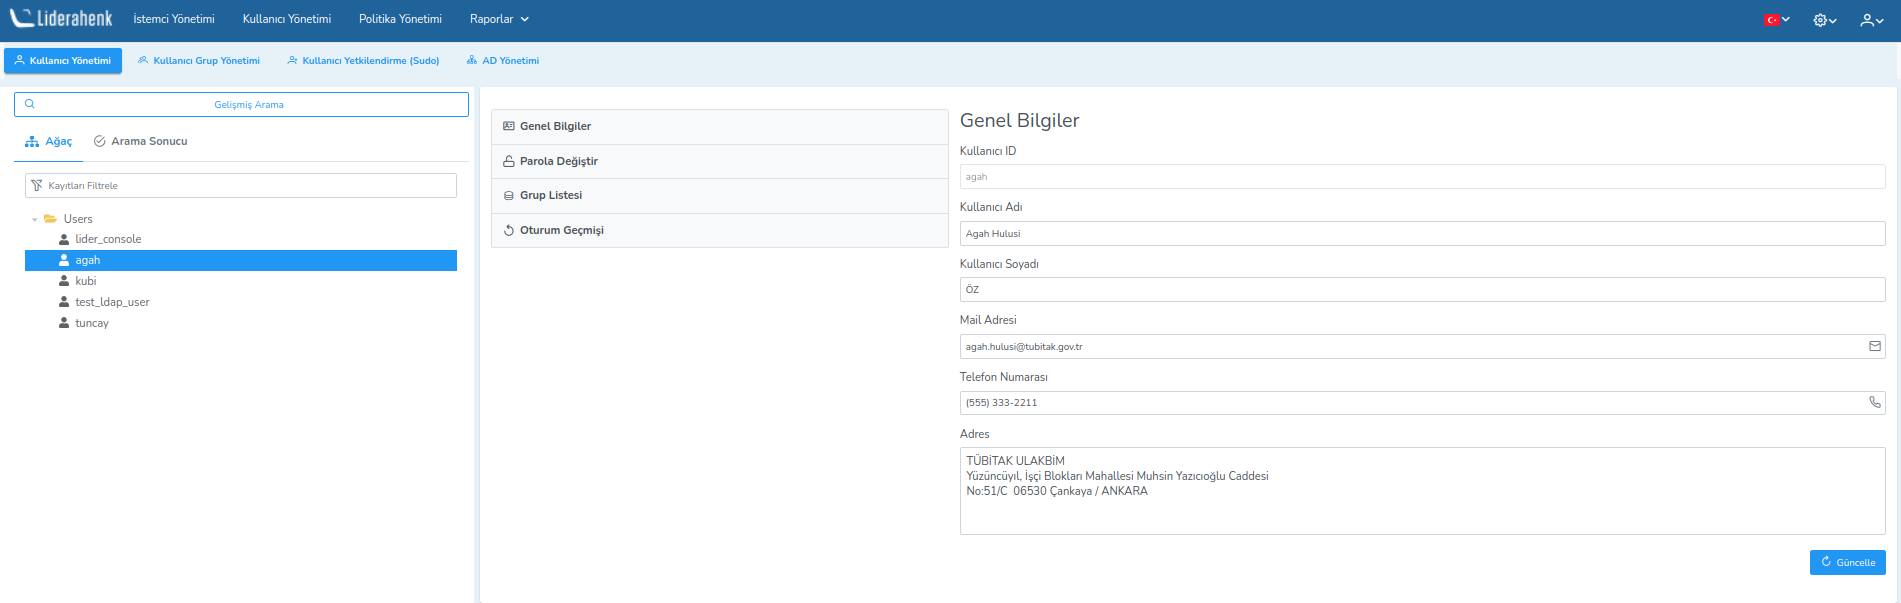 Liderahenk
İstemci Yönetimi
Kullanıcı Yönetimi
Politika Yönetimi
Raporlar
Kullanıcı Yönetimi
Kullanıcı Grup Yönetimi
Kullanıcı Yetkilendirme (Sudo)
AD Yönetimi
Gelişmiş Arama
Ağaç
Arama Sonucu
Kayıtları Filtrele
Users
lider_console
agah
kubi
test_ldap_user
tuncay
Genel Bilgiler
Parola Değiştir
Grup Listesi
Oturum Geçmişi
Genel Bilgiler
Kullanıcı ID
agah
Kullanıcı Adı
Agah Hulusi
Kullanıcı Soyadı
ÖZ
Mail Adresi
agah.hulusi@tubitak.gov.tr
Telefon Numarası
(555) 333-2211
Adres
TÜBİTAK ULAKBİM
Yüzüncüyıl, İşçi Blokları Mahallesi Muhsin Yazıcıoğlu Caddesi
No:51/C  06530 Çankaya / ANKARA
Güncelle